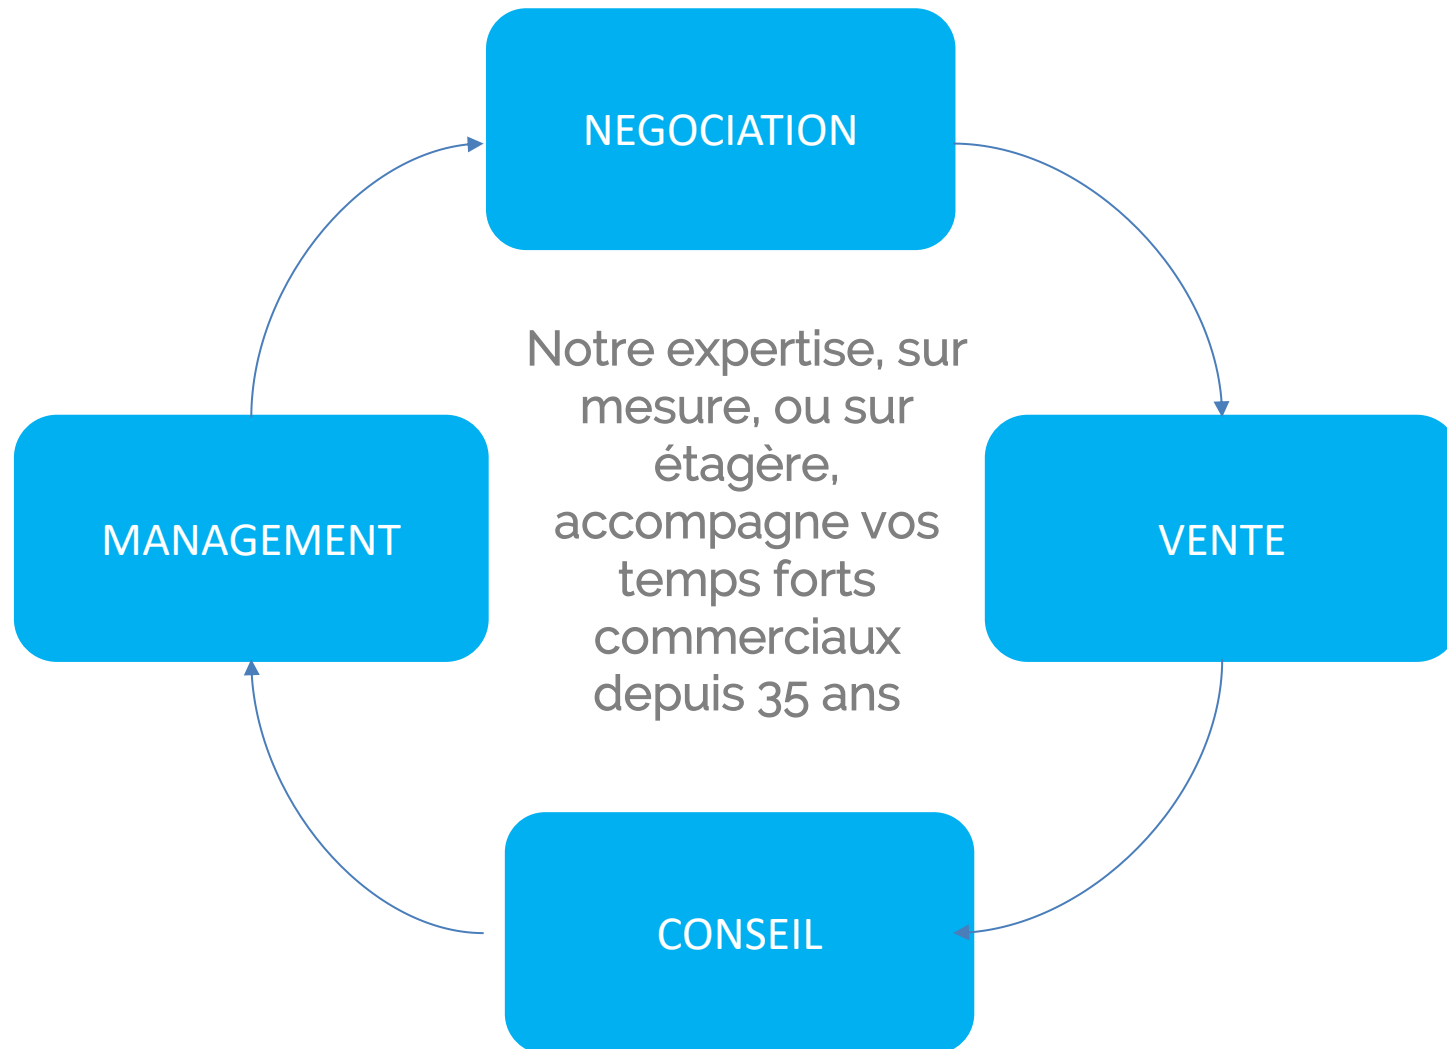 NEGOCIATION
Notre expertise, sur
mesure, ou sur
étagère,
accompagne vos
temps forts
commerciaux
depuis 35 ans
MANAGEMENT
VENTE
CONSEIL